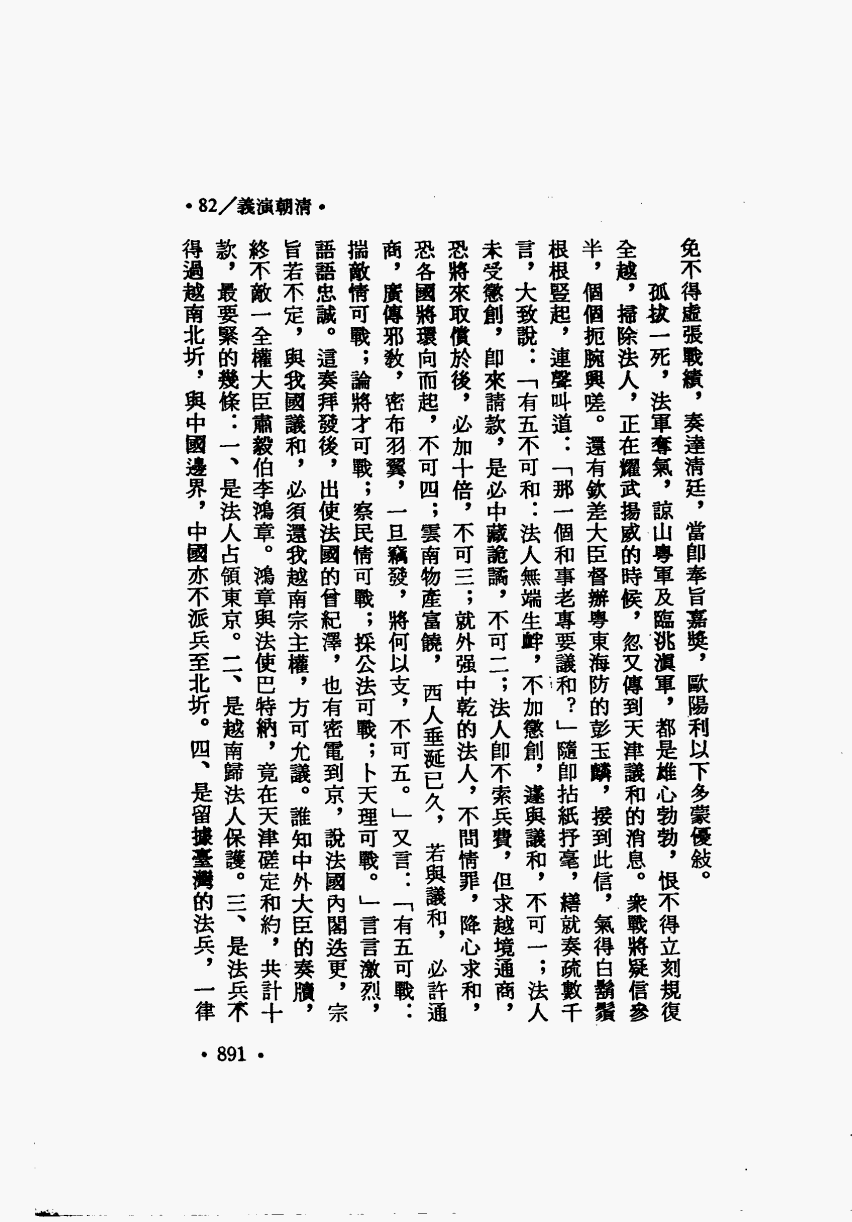 •82／義演朝清•
免不得虛張戰績，奏達淸廷，當卽奉旨嘉獎，歐陽利以下多蒙優敍。
孤拔一死，法軍奪氣，諒山粵軍及臨洮滇軍，都是雄心勃勃，恨不得立刻規復
全越，掃除法人，正在耀武揚威的時候，忽又傳到天津議和的消息。衆戰將疑信參
半，個個扼腕興嗟。還有欽差大臣督辦粵東海防的彭玉麟，接到此信，氣得白鬍鬚
根根豎起，連聲叫道：「那一個和事老專要議和？」隨卽拈紙抒毫，繕就奏疏數千
言，大致說：「有五不可和：法人無端生衅，不加懲創，遽與議和，不可一；法人
未受懲創，卽來請款，是必中藏詭譎，不可二；法人卽不索兵費，但求越境通商，
恐將來取償於後，必加十倍，不可三；就外强中乾的法人，不問情罪，降心求和，
恐各國將環向而起，不可四；雲南物產富饒，西人垂涎已久，若與議和，必許通
商，廣傳邪敎，密布羽翼，一旦竊發，將何以支，不可五。」又言：「有五可戰：
揣敵情可戰；論將才可戰；察民情可戰；採公法可戰；卜天理可戰。」言言激烈，
語語忠誠。這奏拜發後，出使法國的曾紀澤，也有密電到京，說法國內閣迭更，宗
旨若不定，與我國議和，必須還我越南宗主權，方可允議。誰知中外大臣的奏牘，
終不敵一全權大臣肅毅伯李鴻章。鴻章與法使巴特納，竟在天津磋定和約，共計十
款，最要緊的幾條：一、是法人占領東京。二、是越南歸法人保護。三、是法兵不
得過越南北圻，與中國邊界，中國亦不派兵至北圻。四、是留據臺灣的法兵，一律
•891•